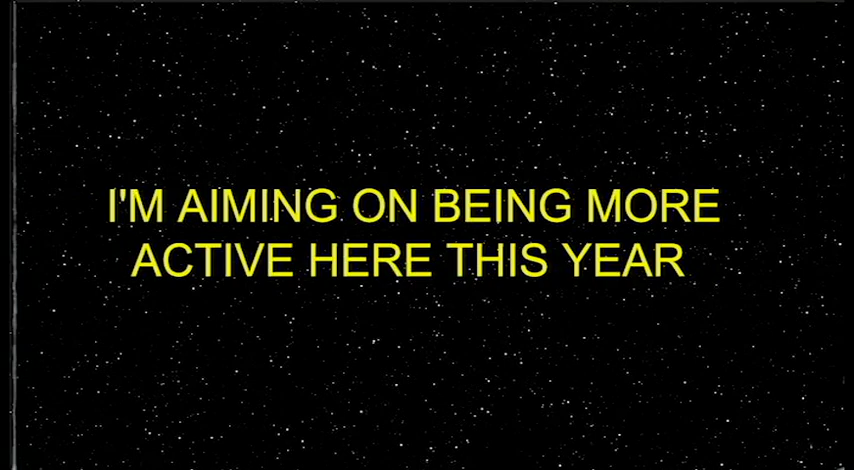 I'M AIMING ON BEING MORE
ACTIVE HERE THIS YEAR